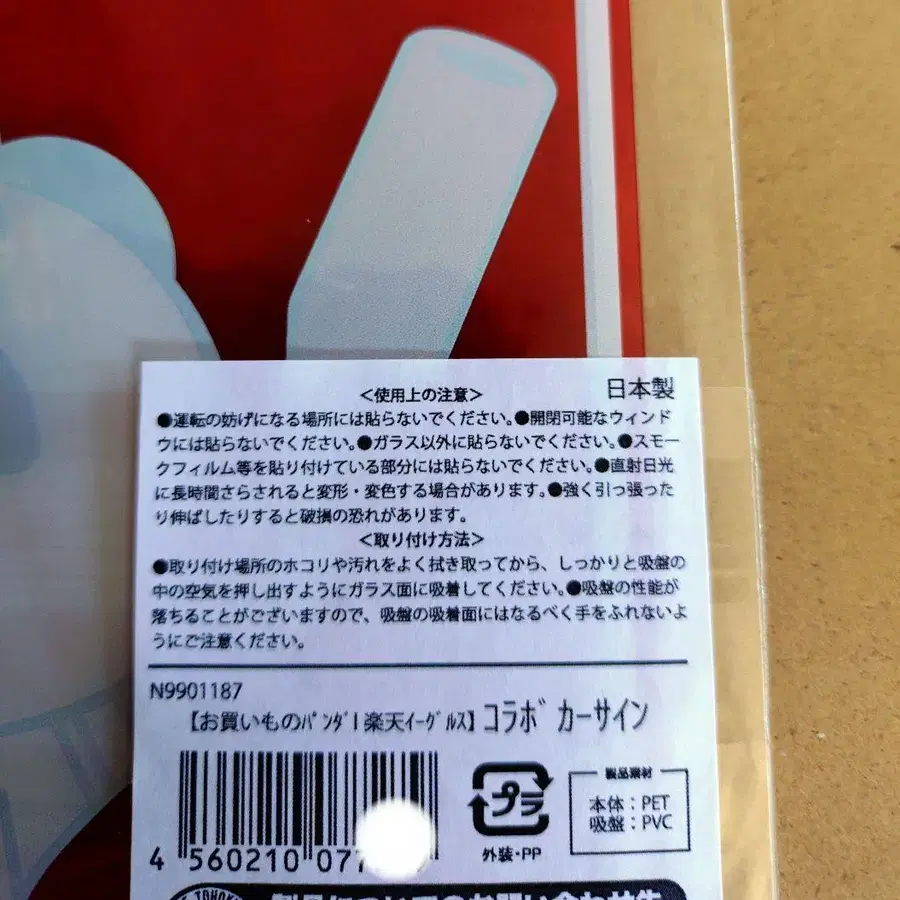 <使用上の注意>
日本製
●運転の妨げになる場所には貼らないでください。●開閉可能なウィンド
ウには貼らないでください。●ガラス以外に貼らないでください。●スモー
クフィルム等を貼り付けている部分には貼らないでください。●直射日光
に長時間さらされると変形・変色する場合があります。●強く引っ張った
り伸ばしたりすると破損の恐れがあります。
<取り付け方法>
●取り付け場所のホコリや汚れをよく拭き取ってから、しっかりと吸盤の
中の空気を押し出すようにガラス面に吸着してください。●吸盤の性能が
落ちることがございますので、吸盤の吸着面にはなるべく手をふれないよ
うにご注意ください。
N9901187
【お買いものﾊﾟﾝﾀﾞ|楽天ｲｰｸﾞﾙｽ】ｺﾗﾎﾞ ｶｰｻｲﾝ
プラ
外装・PP
製品素材
本体：PET
吸盤：PVC
4 560210 077
製品についてのお問い合わせ先